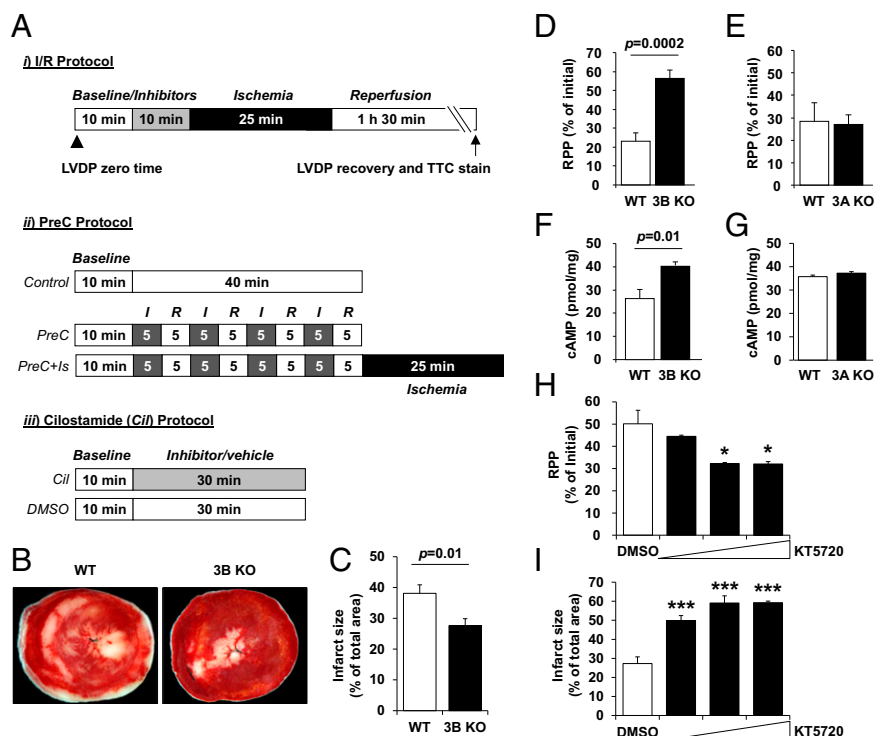 A
i) I/R Protocol
Baseline/Inhibitors Ischemia Reperfusion
10 min 10 min 25 min 1 h 30 min
LVDP zero time LVDP recovery and TTC stain
ii) PreC Protocol
Baseline
Control 10 min 40 min
I R I R I R I R
PreC 10 min 5 5 5 5 5 5 5 5
PreC+Is 10 min 5 5 5 5 5 5 5 5 25 min
Ischemia
iii) Cilostamide (Cil) Protocol
Baseline Inhibitor/vehicle
Cil 10 min 30 min
DMSO 10 min 30 min
B
WT 3B KO
C
p=0.01
Infarct size
(% of total area)
50
40
30
20
10
0
WT 3B KO
D
p=0.0002
RPP (% of initial)
70
60
50
40
30
20
10
0
WT 3B KO
E
RPP (% of initial)
70
60
50
40
30
20
10
0
WT 3A KO
F
p=0.01
cAMP (pmol/mg)
50
40
30
20
10
0
WT 3B KO
G
cAMP (pmol/mg)
50
40
30
20
10
0
WT 3A KO
H
RPP
(% of Initial)
60
50
40
30
20
10
0
* *
DMSO KT5720
I
Infarct size
(% of total area)
70
60
50
40
30
20
10
0
*** *** ***
DMSO KT5720